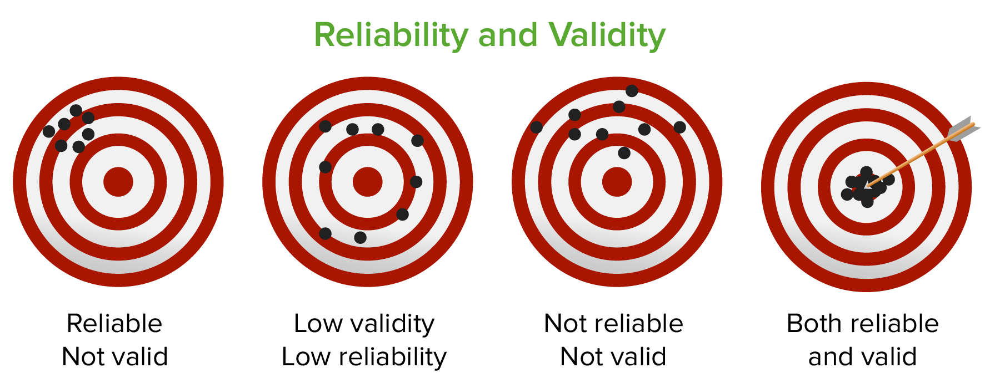 Reliability and Validity
Reliable
Not valid
Low validity
Low reliability
Not reliable
Not valid
Both reliable
and valid